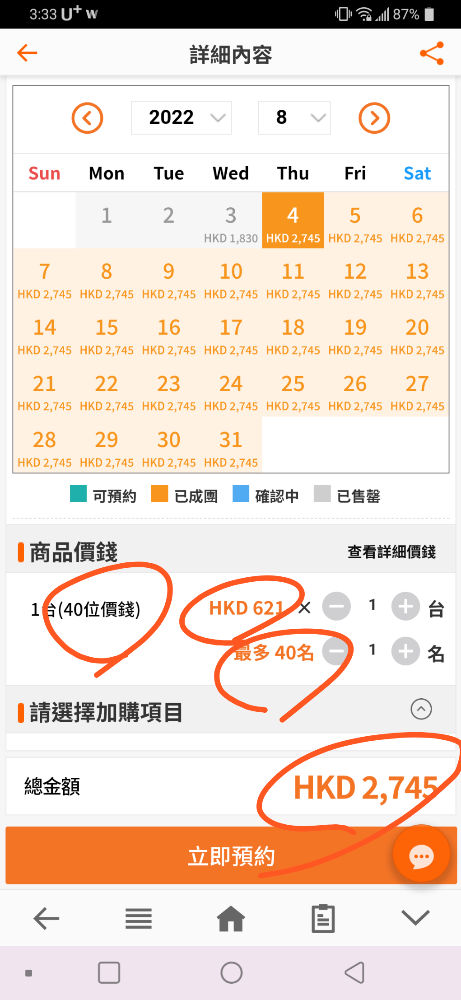 3:33 U+ W 87%
詳細內容
2022 8
Sun Mon Tue Wed Thu Fri Sat
1 2 3 4 5 6
HKD 1,830 HKD 2,745 HKD 2,745 HKD 2,745
7 8 9 10 11 12 13
HKD 2,745 HKD 2,745 HKD 2,745 HKD 2,745 HKD 2,745 HKD 2,745 HKD 2,745
14 15 16 17 18 19 20
HKD 2,745 HKD 2,745 HKD 2,745 HKD 2,745 HKD 2,745 HKD 2,745 HKD 2,745
21 22 23 24 25 26 27
HKD 2,745 HKD 2,745 HKD 2,745 HKD 2,745 HKD 2,745 HKD 2,745 HKD 2,745
28 29 30 31
HKD 2,745 HKD 2,745 HKD 2,745 HKD 2,745
可預約 已成團 確認中 已售罄
商品價錢 查看詳細價錢
1台(40位價錢) HKD 621 × − 1 + 台
最多 40名 − 1 + 名
請選擇加購項目
總金額 HKD 2,745
立即預約